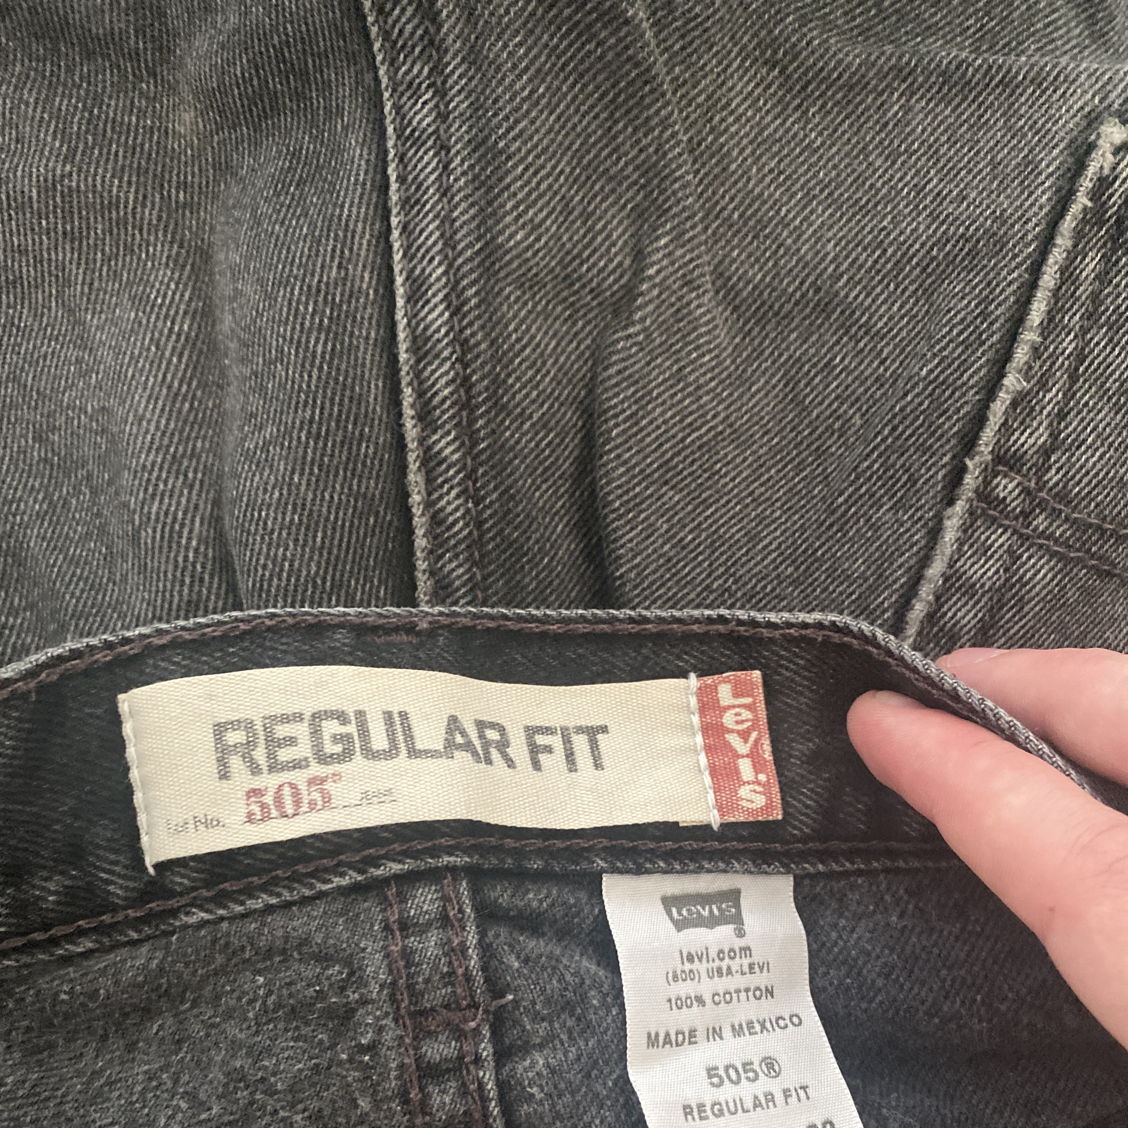 REGULAR FIT
Lot No. 505® JEANS
Levi's®
LEVI'S
®
levi.com
(800) USA-LEVI
100% COTTON
MADE IN MEXICO
505®
REGULAR FIT